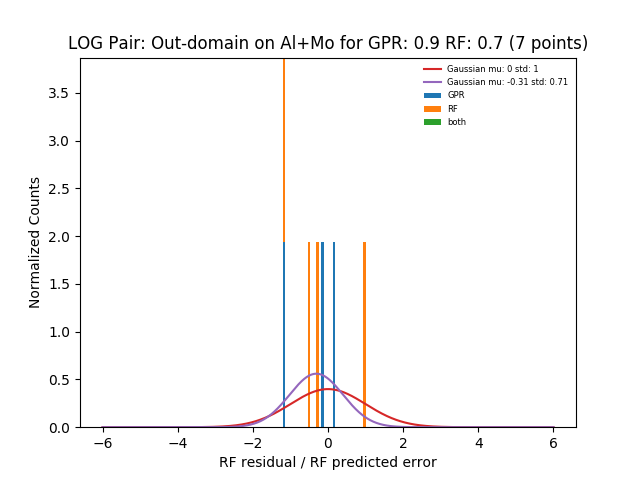 LOG Pair: Out-domain on Al+Mo for GPR: 0.9 RF: 0.7 (7 points)
Gaussian mu: 0 std: 1
Gaussian mu: -0.31 std: 0.71
GPR
RF
both
Normalized Counts
3.5
3.0
2.5
2.0
1.5
1.0
0.5
0.0
−6 −4 −2 0 2 4 6
RF residual / RF predicted error